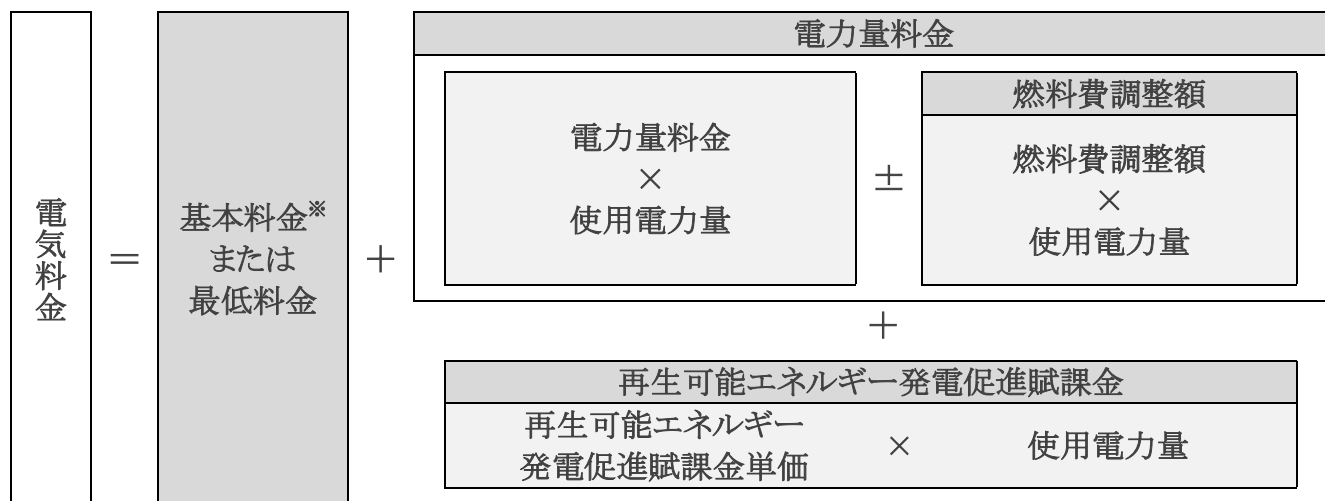 電気料金
＝
基本料金※
または
最低料金
＋
電力量料金
電力量料金
×
使用電力量
±
燃料費調整額
燃料費調整額
×
使用電力量
＋
再生可能エネルギー発電促進賦課金
再生可能エネルギー
発電促進賦課金単価
×
使用電力量